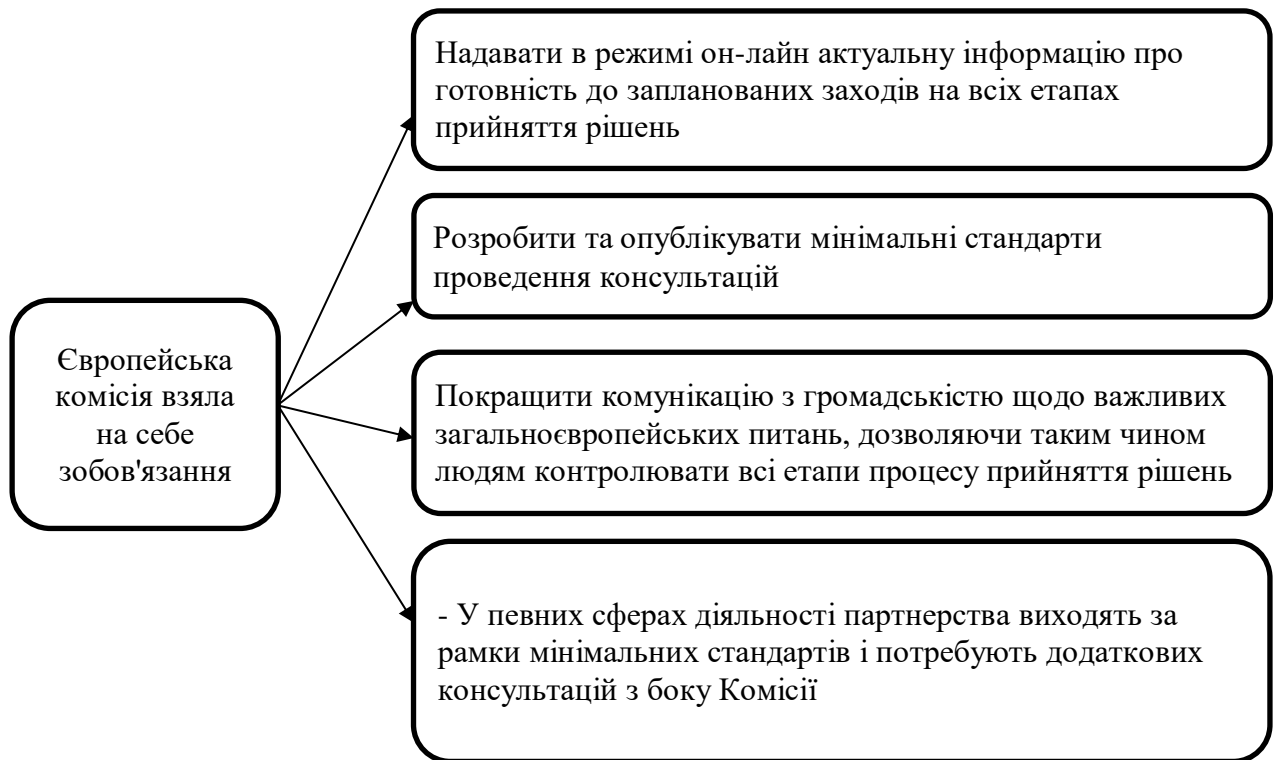 Надавати в режимі он-лайн актуальну інформацію про
готовність до запланованих заходів на всіх етапах
прийняття рішень
Розробити та опублікувати мінімальні стандарти
проведення консультацій
Європейська
комісія взяла
на себе
зобов'язання
Покращити комунікацію з громадськістю щодо важливих
загальноєвропейських питань, дозволяючи таким чином
людям контролювати всі етапи процесу прийняття рішень
- У певних сферах діяльності партнерства виходять за
рамки мінімальних стандартів і потребують додаткових
консультацій з боку Комісії